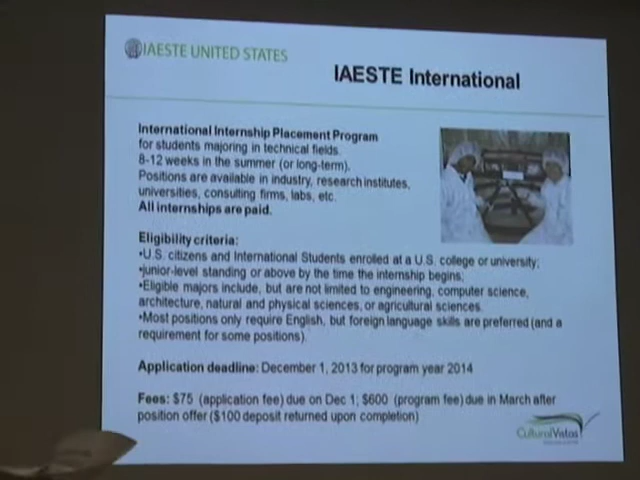 IAESTE UNITED STATES
IAESTE International
International Internship Placement Program
for students majoring in technical fields.
8-12 weeks in the summer (or long-term).
Positions are available in industry, research institutes,
universities, consulting firms, labs, etc.
All internships are paid.
Eligibility criteria:
•U.S. citizens and International Students enrolled at a U.S. college or university;
•junior-level standing or above by the time the internship begins;
•Eligible majors include, but are not limited to engineering, computer science,
architecture, natural and physical sciences, or agricultural sciences.
•Most positions only require English, but foreign language skills are preferred (and a
requirement for some positions).
Application deadline: December 1, 2013 for program year 2014
Fees: $75 (application fee) due on Dec 1; $600 (program fee) due in March after
position offer ($100 deposit returned upon completion)
CulturalVistas